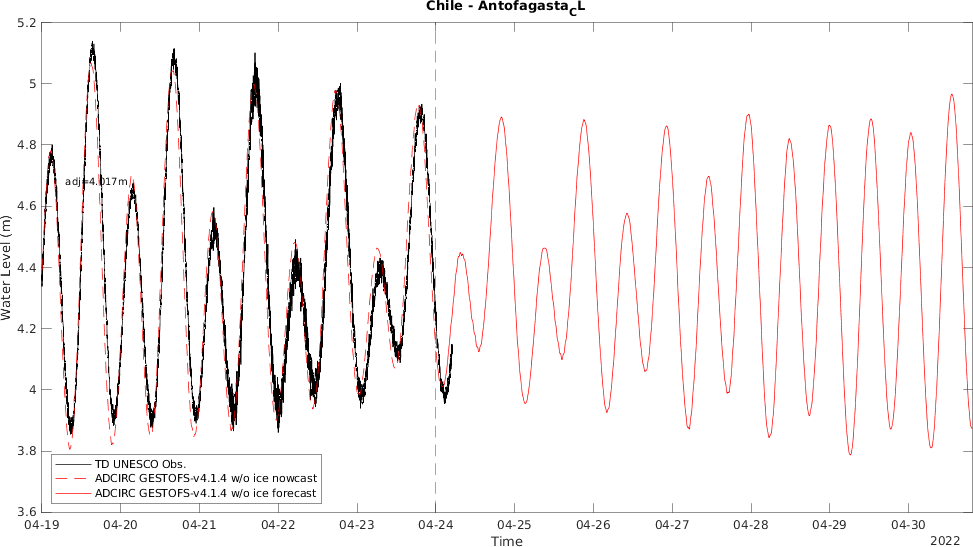 Chile - Antofagasta_CL
5.2
5
4.8
4.6
4.4
4.2
4
3.8
3.6
Water Level (m)
adj=4.017m
TD UNESCO Obs.
ADCIRC GESTOFS-v4.1.4 w/o ice nowcast
ADCIRC GESTOFS-v4.1.4 w/o ice forecast
04-19 04-20 04-21 04-22 04-23 04-24 04-25 04-26 04-27 04-28 04-29 04-30
Time
2022